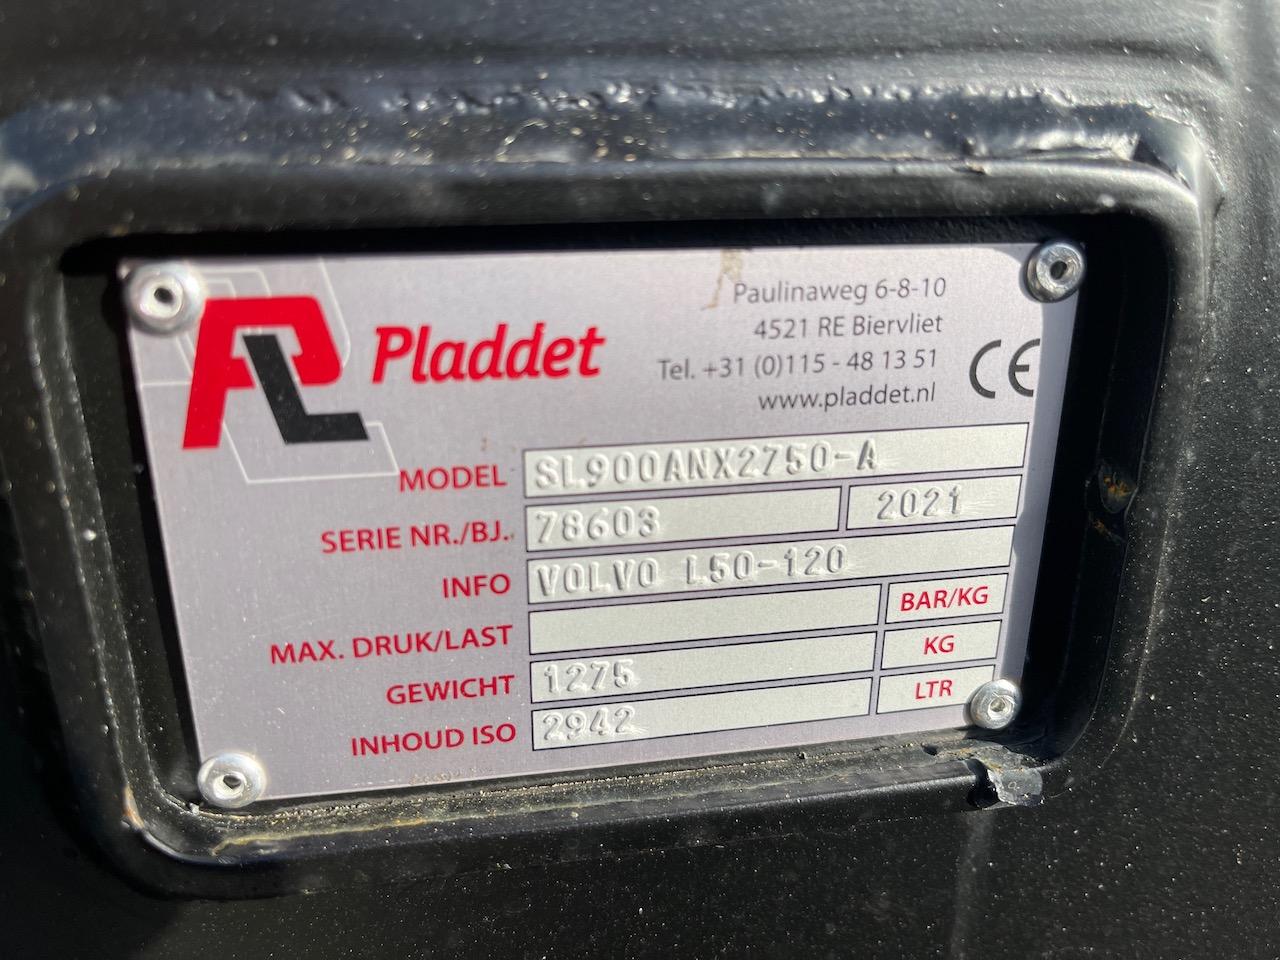 PL Pladdet
Paulinaweg 6-8-10
4521 RE Biervliet
Tel. +31 (0)115 - 48 13 51
www.pladdet.nl
CE
MODEL SL900ANX2750-A
SERIE NR./BJ. 78603 2021
INFO VOLVO L50-120
MAX. DRUK/LAST BAR/KG
GEWICHT 1275 KG
INHOUD ISO 2942 LTR